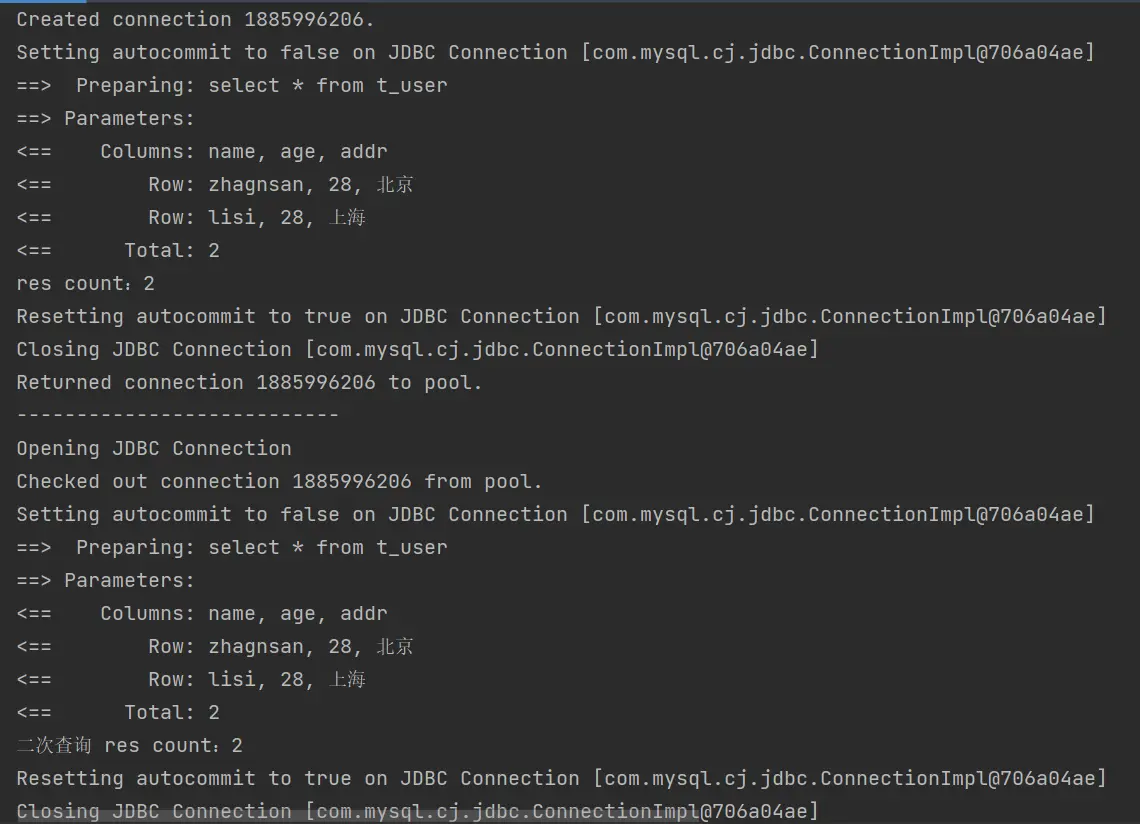 Created connection 1885996206.
Setting autocommit to false on JDBC Connection [com.mysql.cj.jdbc.ConnectionImpl@706a04ae]
==>  Preparing: select * from t_user
==> Parameters:
<==    Columns: name, age, addr
<==        Row: zhagnsan, 28, 北京
<==        Row: lisi, 28, 上海
<==      Total: 2
res count：2
Resetting autocommit to true on JDBC Connection [com.mysql.cj.jdbc.ConnectionImpl@706a04ae]
Closing JDBC Connection [com.mysql.cj.jdbc.ConnectionImpl@706a04ae]
Returned connection 1885996206 to pool.
---------------------------
Opening JDBC Connection
Checked out connection 1885996206 from pool.
Setting autocommit to false on JDBC Connection [com.mysql.cj.jdbc.ConnectionImpl@706a04ae]
==>  Preparing: select * from t_user
==> Parameters:
<==    Columns: name, age, addr
<==        Row: zhagnsan, 28, 北京
<==        Row: lisi, 28, 上海
<==      Total: 2
二次查询 res count：2
Resetting autocommit to true on JDBC Connection [com.mysql.cj.jdbc.ConnectionImpl@706a04ae]
Closing JDBC Connection [com.mysql.cj.jdbc.ConnectionImpl@706a04ae]